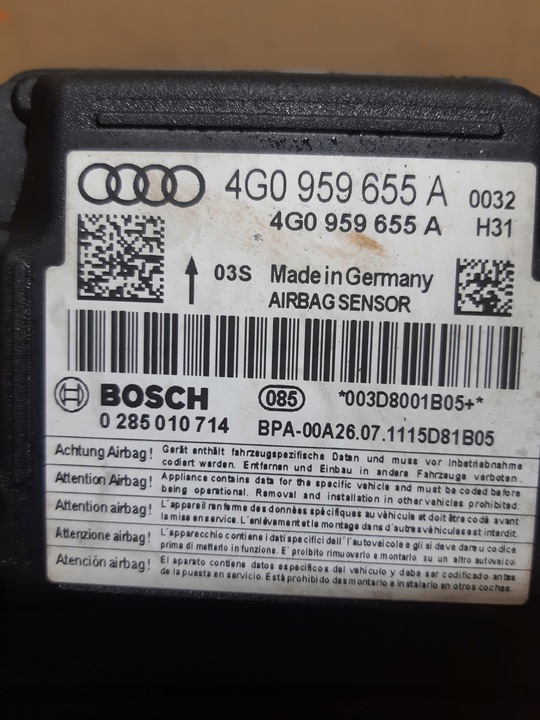 4G0 959 655 A 0032
4G0 959 655 A H31
03S Made in Germany
AIRBAG SENSOR
BOSCH 085 *003D8001B05+*
0 285 010 714 BPA-00A26.07.1115D81B05
Achtung Airbag! Gerät enthält fahrzeugspezifische Daten und muss vor Inbetriebnahme
codiert werden. Entfernen und Einbau in andere Fahrzeuge verboten.
Attention Airbag! Appliance contains data for the specific vehicle and must be coded before
being operational. Removal and installation in other vehicles prohibited.
Attention Airbag! L'appareil renferme des données spécifiques au véhicule et doit être codé avant
la mise en service. L'enlèvement et le montage dans d'autres véhicules est interdit.
Attenzione airbag! L'apparecchio contiene i dati specifici dell'l'autoveicolo e gli si deve dare u codice
prima di metterlo in funzione. E' proibito rimuoverlo e montarlo su un altro autoveicolo
Atención airbag! El aparato contiene datos específicos del vehículo y debe ser codificado antes
de la puesta en servicio. Está prohibido desmontarlo e instalarlo en otros coches.